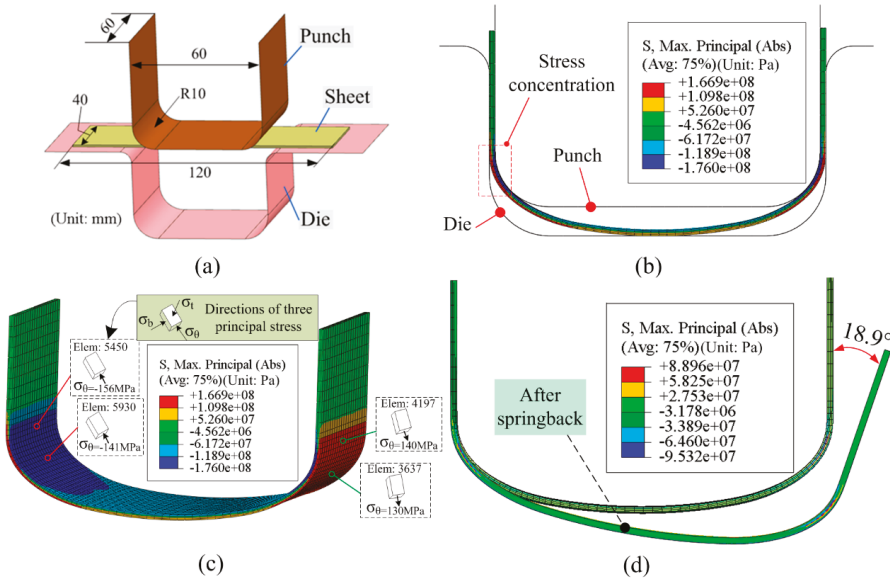 60
60
Punch
R10
40
Sheet
120
(Unit: mm)
Die
(a)
S, Max. Principal (Abs)
(Avg: 75%)(Unit: Pa)
+1.669e+08
+1.098e+08
+5.260e+07
-4.562e+06
-6.172e+07
-1.189e+08
-1.760e+08
Stress
concentration
Punch
Die
(b)
σt
σb
σθ
Directions of three
principal stress
Elem: 5450
σθ=-156MPa
Elem: 5930
σθ=-141MPa
S, Max. Principal (Abs)
(Avg: 75%)(Unit: Pa)
+1.669e+08
+1.098e+08
+5.260e+07
-4.562e+06
-6.172e+07
-1.189e+08
-1.760e+08
Elem: 4197
σθ=140MPa
Elem: 3637
σθ=130MPa
(c)
S, Max. Principal (Abs)
(Avg: 75%)(Unit: Pa)
+8.896e+07
+5.825e+07
+2.753e+07
-3.178e+06
-3.387e+07
-6.460e+07
-9.532e+07
18.9°
After
springback
(d)